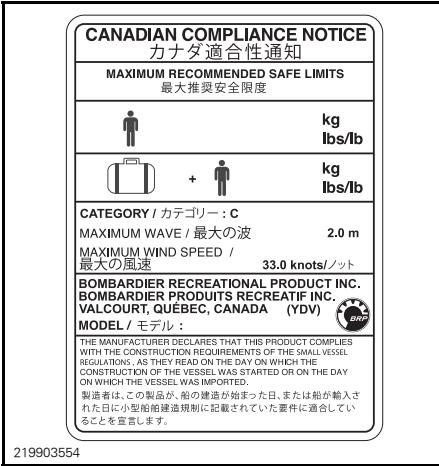 CANADIAN COMPLIANCE NOTICE
カナダ適合性通知
MAXIMUM RECOMMENDED SAFE LIMITS
最大推奨安全限度
kg
lbs/lb
+
kg
lbs/lb
CATEGORY / カテゴリー : C
MAXIMUM WAVE / 最大の波 2.0 m
MAXIMUM WIND SPEED /
最大の風速 33.0 knots/ノット
BOMBARDIER RECREATIONAL PRODUCT INC.
BOMBARDIER PRODUITS RECREATIF INC.
VALCOURT, QUÉBEC, CANADA (YDV)
BRP
MODEL / モデル :
THE MANUFACTURER DECLARES THAT THIS PRODUCT COMPLIES
WITH THE CONSTRUCTION REQUIREMENTS OF THE SMALL VESSEL
REGULATIONS , AS THEY READ ON THE DAY ON WHICH THE
CONSTRUCTION OF THE VESSEL WAS STARTED OR ON THE DAY
ON WHICH THE VESSEL WAS IMPORTED.
製造者は、この製品が、船の建造が始まった日、または船が輸入さ
れた日に小型船舶建造規制に記載されていた要件に適合してい
ることを宣言します。
219903554